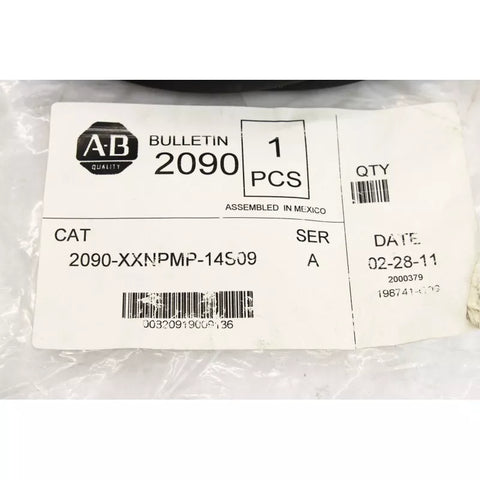 A-B
QUALITY
BULLETIN
2090
1
PCS
ASSEMBLED IN MEXICO
QTY
CAT
2090-XXNPMP-14S09
SER
A
DATE
02-28-11
2000379
00320919009136